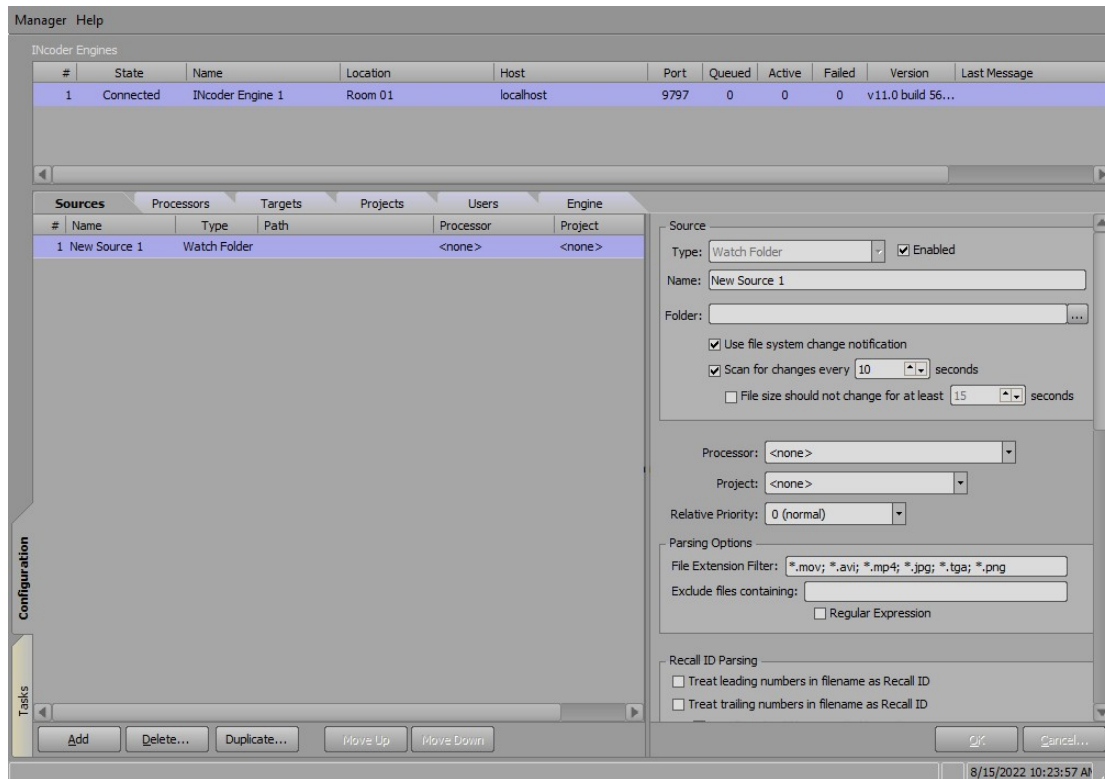 Manager Help
INcoder Engines
# State Name Location Host Port Queued Active Failed Version Last Message
1 Connected INcoder Engine 1 Room 01 localhost 9797 0 0 0 v11.0 build 56...
Sources Processors Targets Projects Users Engine
# Name Type Path Processor Project
1 New Source 1 Watch Folder <none> <none>
Source
Type: Watch Folder Enabled
Name: New Source 1
Folder: ...
Use file system change notification
Scan for changes every 10 seconds
File size should not change for at least 15 seconds
Processor: <none>
Project: <none>
Relative Priority: 0 (normal)
Parsing Options
File Extension Filter: *.mov; *.avi; *.mp4; *.jpg; *.tga; *.png
Exclude files containing:
Regular Expression
Recall ID Parsing
Treat leading numbers in filename as Recall ID
Treat trailing numbers in filename as Recall ID
Configuration
Tasks
Add Delete... Duplicate... Move Up Move Down OK Cancel...
8/15/2022 10:23:57 AM